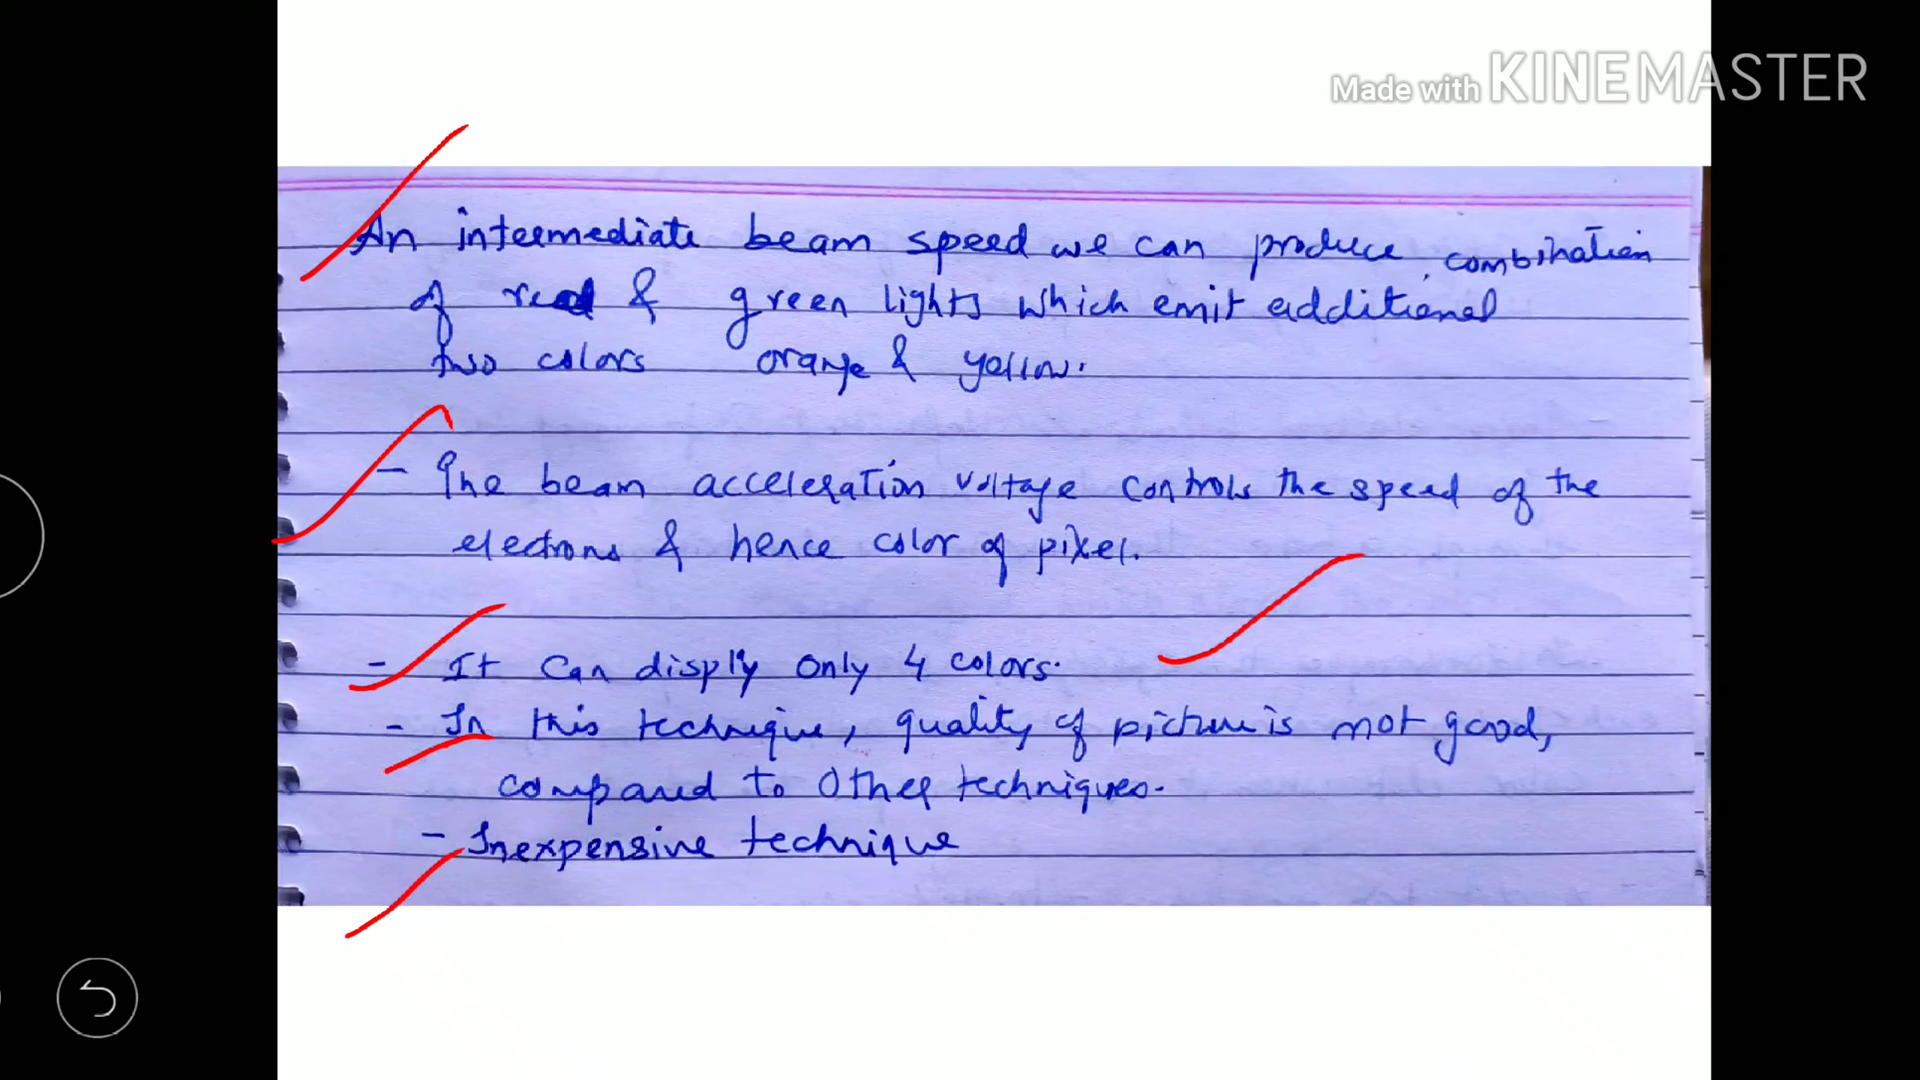 Made with KINEMASTER
An intermediate beam speed we can produce combination
of red & green lights which emit additional
two colors orange & yellow.
- The beam acceleration voltage controls the speed of the
electrons & hence color of pixel.
- It can disply only 4 colors.
- In this technique, quality of picture is not good,
compared to other techniques.
- Inexpensive technique